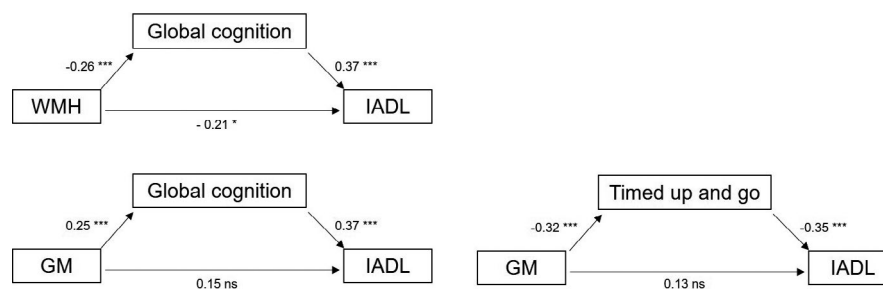 Global cognition
-0.26 ***
0.37 ***
WMH
IADL
- 0.21 *
Global cognition
0.25 ***
0.37 ***
GM
IADL
0.15 ns
Timed up and go
-0.32 ***
-0.35 ***
GM
IADL
0.13 ns